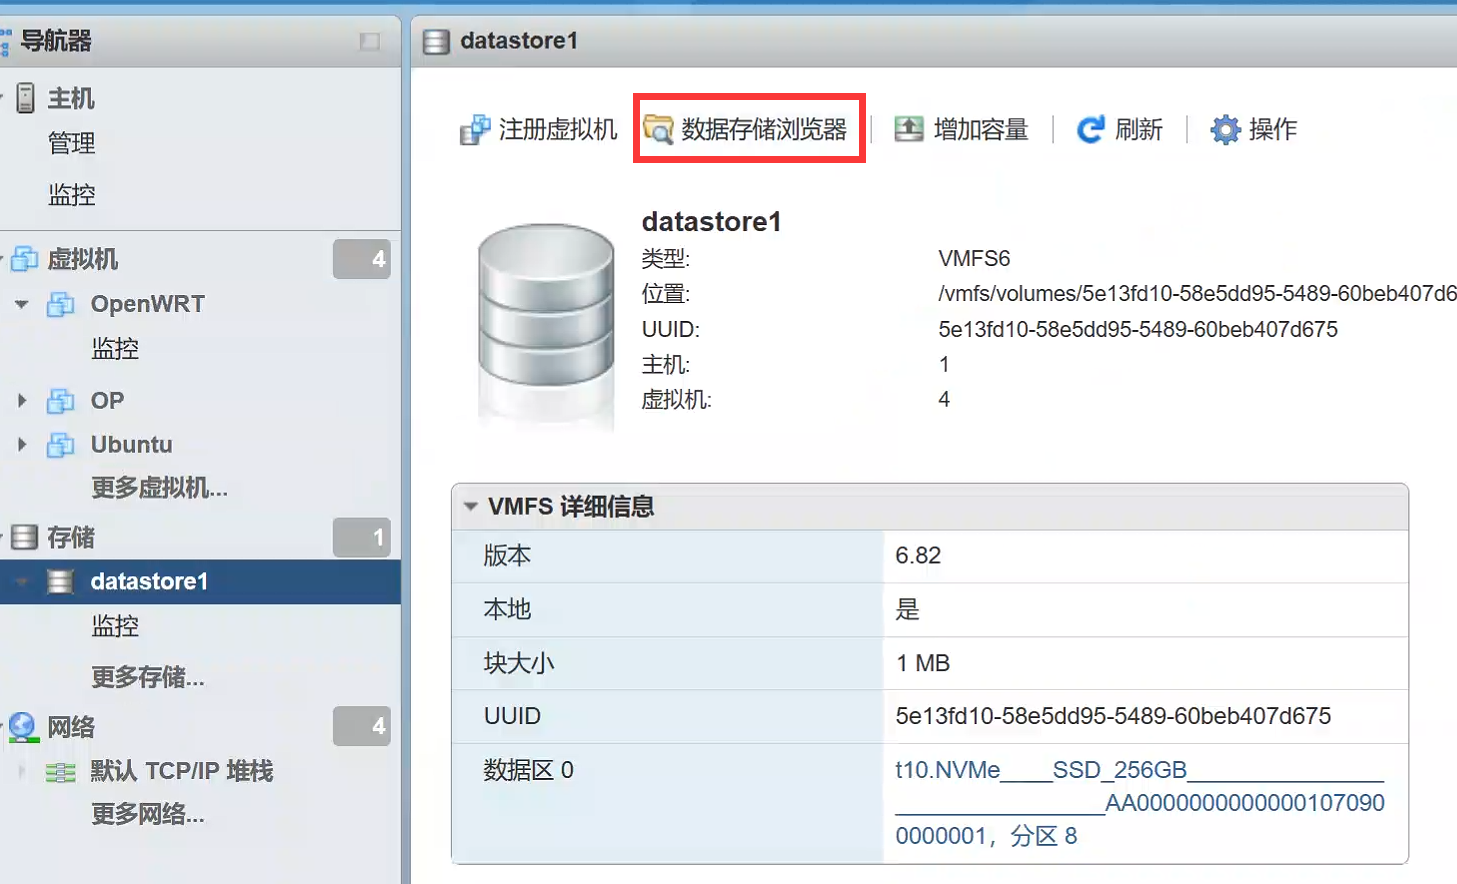 导航器
主机
管理
监控
虚拟机 4
OpenWRT
监控
OP
Ubuntu
更多虚拟机...
存储 1
datastore1
监控
更多存储...
网络 4
默认 TCP/IP 堆栈
更多网络...
datastore1
注册虚拟机 数据存储浏览器 增加容量 刷新 操作
datastore1
类型: VMFS6
位置: /vmfs/volumes/5e13fd10-58e5dd95-5489-60beb407d6
UUID: 5e13fd10-58e5dd95-5489-60beb407d675
主机: 1
虚拟机: 4
VMFS 详细信息
版本 6.82
本地 是
块大小 1 MB
UUID 5e13fd10-58e5dd95-5489-60beb407d675
数据区 0 t10.NVMe____SSD_256GB_______________
________________AA0000000000000107090
0000001，分区 8